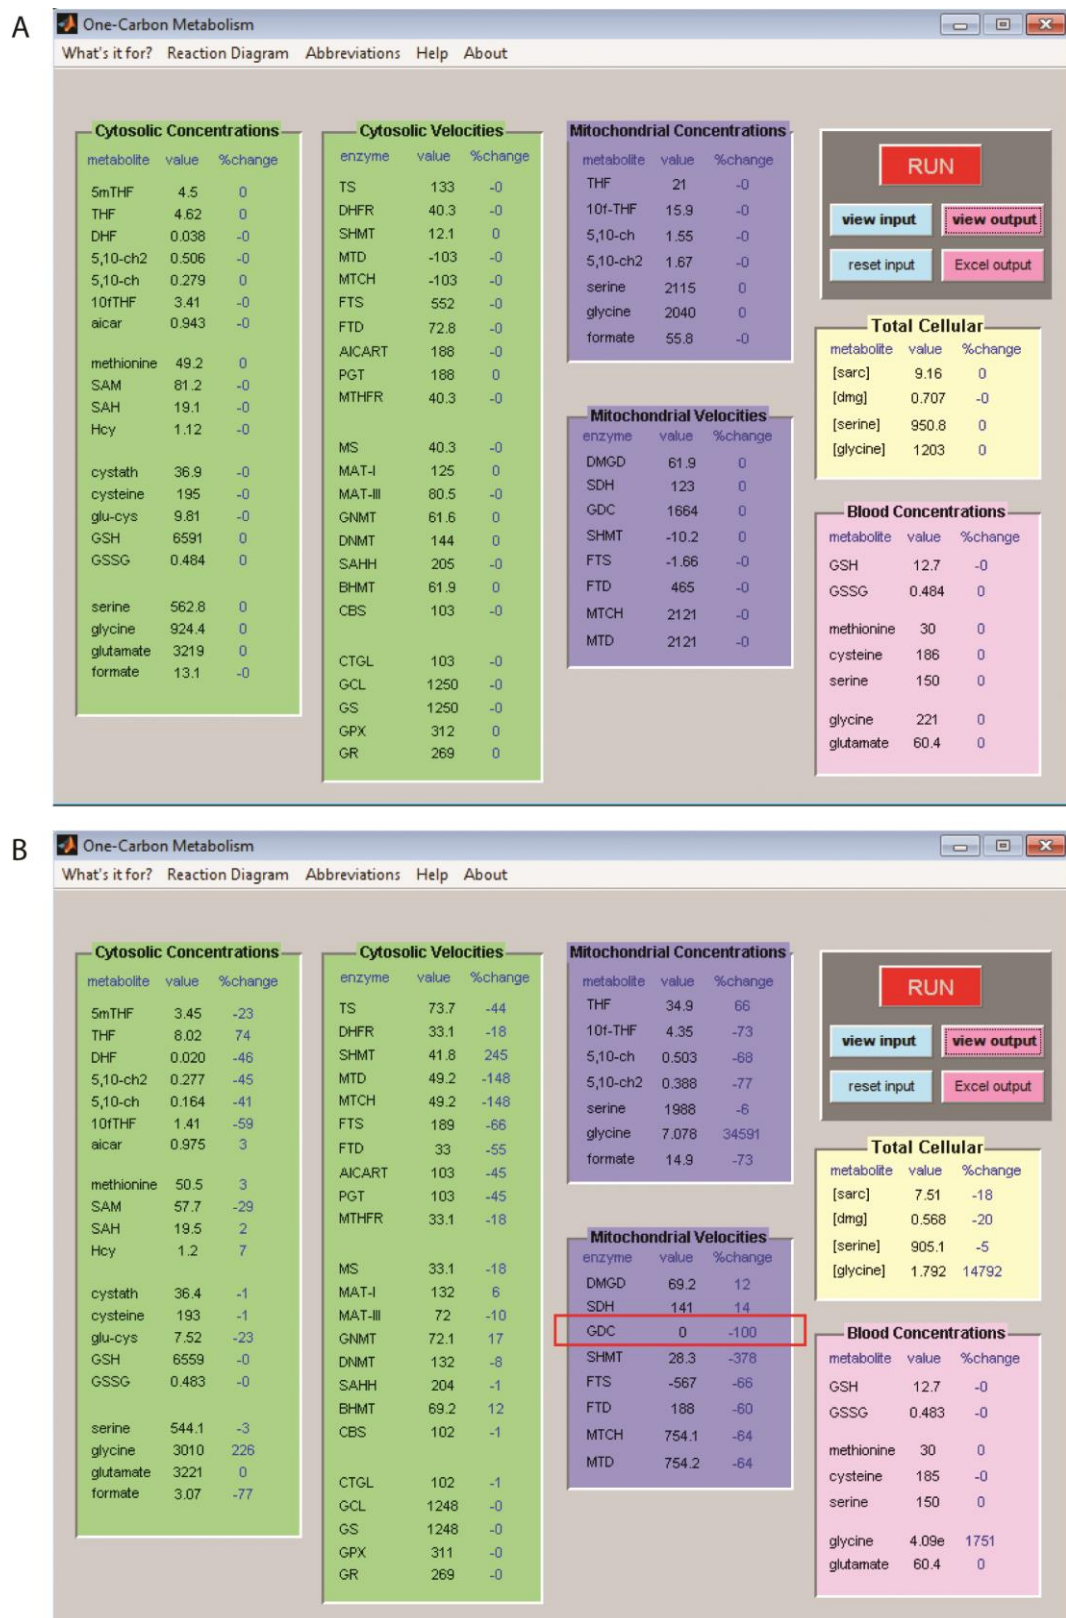 A
One-Carbon Metabolism
What's it for? Reaction Diagram Abbreviations Help About
Cytosolic Concentrations
metabolite value %change
5mTHF 4.5 0
THF 4.62 0
DHF 0.038 -0
5,10-ch2 0.506 -0
5,10-ch 0.279 0
10fTHF 3.41 -0
aicar 0.943 -0
methionine 49.2 0
SAM 81.2 -0
SAH 19.1 -0
Hcy 1.12 -0
cystath 36.9 -0
cysteine 195 -0
glu-cys 9.81 -0
GSH 6591 0
GSSG 0.484 0
serine 562.8 0
glycine 924.4 0
glutamate 3219 0
formate 13.1 -0
Cytosolic Velocities
enzyme value %change
TS 133 -0
DHFR 40.3 -0
SHMT 12.1 0
MTD -103 -0
MTCH -103 -0
FTS 552 -0
FTD 72.8 -0
AICART 188 -0
PGT 188 0
MTHFR 40.3 -0
MS 40.3 -0
MAT-I 125 0
MAT-III 80.5 -0
GNMT 61.6 0
DNMT 144 0
SAHH 205 -0
BHMT 61.9 0
CBS 103 -0
CTGL 103 -0
GCL 1250 -0
GS 1250 -0
GPX 312 0
GR 269 0
Mitochondrial Concentrations
metabolite value %change
THF 21 -0
10f-THF 15.9 -0
5,10-ch 1.55 -0
5,10-ch2 1.67 -0
serine 2115 0
glycine 2040 0
formate 55.8 -0
Mitochondrial Velocities
enzyme value %change
DMGD 61.9 0
SDH 123 0
GDC 1664 0
SHMT -10.2 0
FTS -1.66 -0
FTD 465 -0
MTCH 2121 -0
MTD 2121 -0
RUN
view input view output
reset input Excel output
Total Cellular
metabolite value %change
[sarc] 9.16 0
[dmg] 0.707 -0
[serine] 950.8 0
[glycine] 1203 0
Blood Concentrations
metabolite value %change
GSH 12.7 -0
GSSG 0.484 0
methionine 30 0
cysteine 186 0
serine 150 0
glycine 221 0
glutamate 60.4 0
B
One-Carbon Metabolism
What's it for? Reaction Diagram Abbreviations Help About
Cytosolic Concentrations
metabolite value %change
5mTHF 3.45 -23
THF 8.02 74
DHF 0.020 -46
5,10-ch2 0.277 -45
5,10-ch 0.164 -41
10fTHF 1.41 -59
aicar 0.975 3
methionine 50.5 3
SAM 57.7 -29
SAH 19.5 2
Hcy 1.2 7
cystath 36.4 -1
cysteine 193 -1
glu-cys 7.52 -23
GSH 6559 -0
GSSG 0.483 -0
serine 544.1 -3
glycine 3010 226
glutamate 3221 0
formate 3.07 -77
Cytosolic Velocities
enzyme value %change
TS 73.7 -44
DHFR 33.1 -18
SHMT 41.8 245
MTD 49.2 -148
MTCH 49.2 -148
FTS 189 -66
FTD 33 -55
AICART 103 -45
PGT 103 -45
MTHFR 33.1 -18
MS 33.1 -18
MAT-I 132 6
MAT-III 72 -10
GNMT 72.1 17
DNMT 132 -8
SAHH 204 -1
BHMT 69.2 12
CBS 102 -1
CTGL 102 -1
GCL 1248 -0
GS 1248 -0
GPX 311 -0
GR 269 -0
Mitochondrial Concentrations
metabolite value %change
THF 34.9 66
10f-THF 4.35 -73
5,10-ch 0.503 -68
5,10-ch2 0.388 -77
serine 1988 -6
glycine 7.078 34591
formate 14.9 -73
Mitochondrial Velocities
enzyme value %change
DMGD 69.2 12
SDH 141 14
GDC 0 -100
SHMT 28.3 -378
FTS -567 -66
FTD 188 -60
MTCH 754.1 -64
MTD 754.2 -64
RUN
view input view output
reset input Excel output
Total Cellular
metabolite value %change
[sarc] 7.51 -18
[dmg] 0.568 -20
[serine] 905.1 -5
[glycine] 1.792 14792
Blood Concentrations
metabolite value %change
GSH 12.7 -0
GSSG 0.483 -0
methionine 30 0
cysteine 185 -0
serine 150 0
glycine 4.09e 1751
glutamate 60.4 0